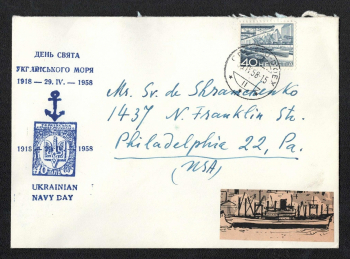 ДЕНЬ СВЯТА
УКРАЇНСЬКОГО МОРЯ
1918 — 29. IV. — 1958
1918 1958
UKRAINIAN
NAVY DAY
40
Mr. Sv. de Shramchenko
1437 N Franklin Str.
Philadelphia 22, Pa.
(USA)